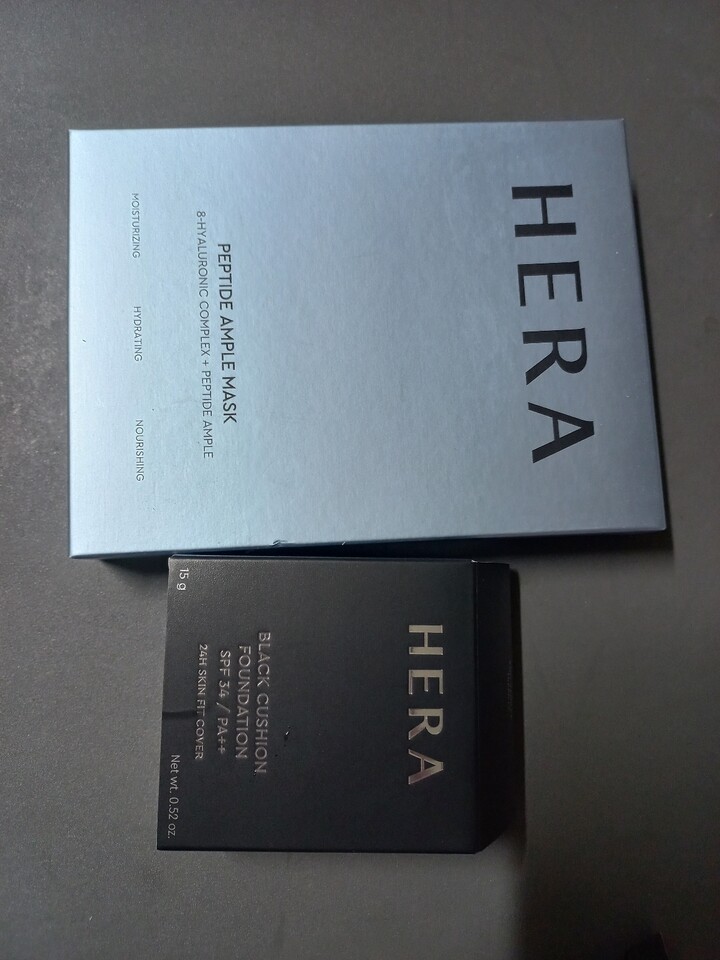 HERA
PEPTIDE AMPLE MASK
8-HYALURONIC COMPLEX + PEPTIDE AMPLE
MOISTURIZING HYDRATING NOURISHING
HERA
BLACK CUSHION
FOUNDATION
SPF 34 / PA++
24H SKIN FIT COVER
15 g Net wt. 0.52 oz.